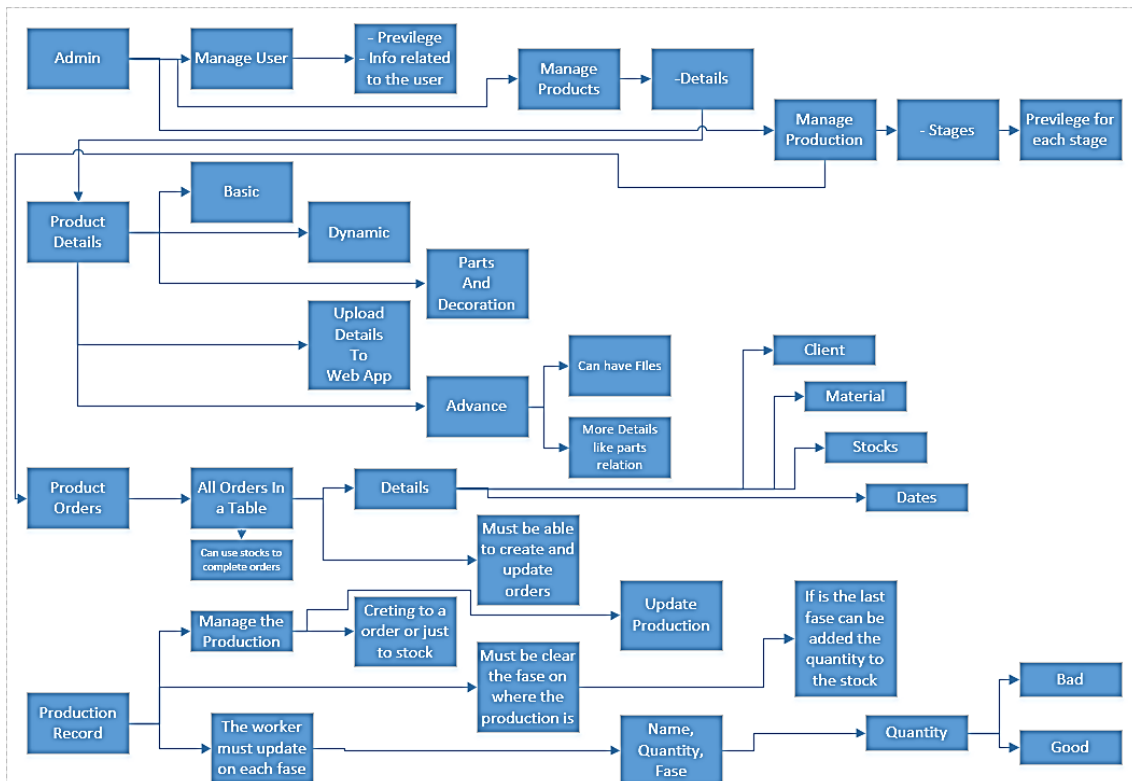 Admin
Manage User
- Previlege
- Info related
to the user
Manage
Products
-Details
Manage
Production
- Stages
Previlege for
each stage
Basic
Product
Details
Dynamic
Parts
And
Decoration
Upload
Details
To
Web App
Advance
Can have FIles
More Details
like parts
relation
Client
Material
Stocks
Dates
Product
Orders
All Orders In
a Table
Details
Can use stocks to
complete orders
Must be able
to create and
update
orders
Manage the
Production
Creting to a
order or just
to stock
Update
Production
If is the last
fase can be
added the
quantity to
the stock
Must be clear
the fase on
where the
production is
Production
Record
The worker
must update
on each fase
Name,
Quantity,
Fase
Quantity
Bad
Good